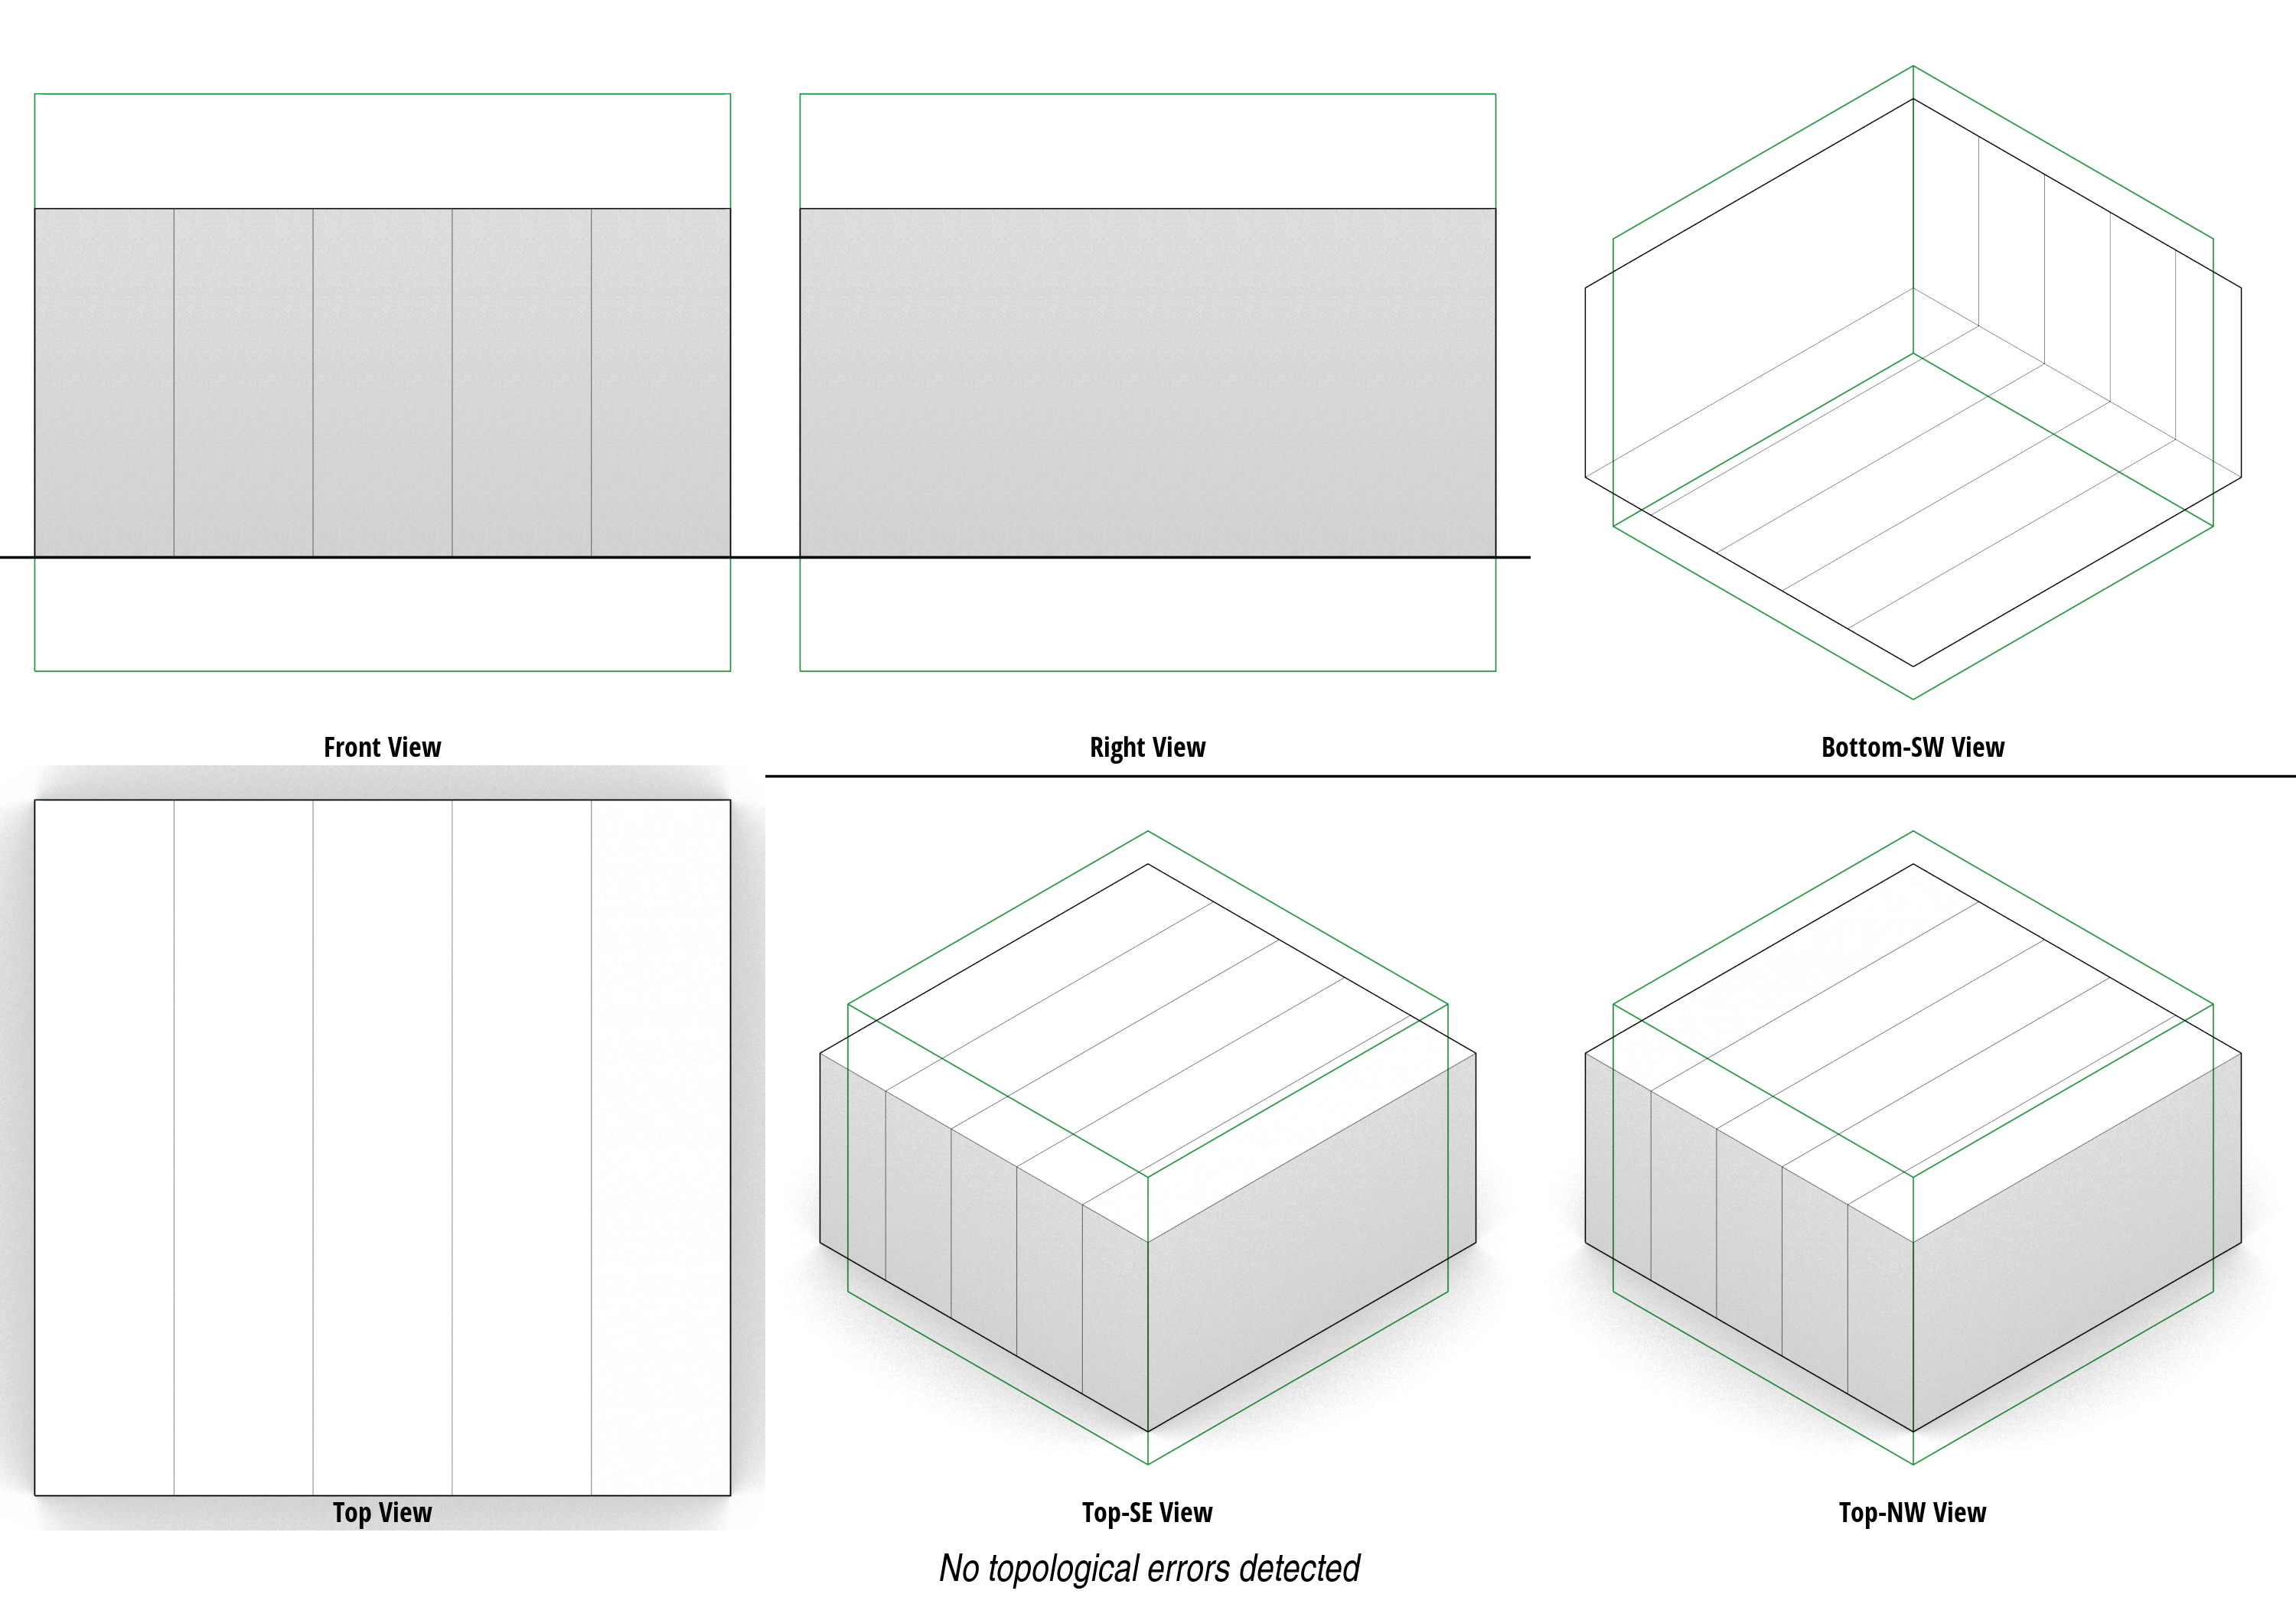 Front View
Right View
Bottom-SW View
Top View
Top-SE View
Top-NW View
No topological errors detected